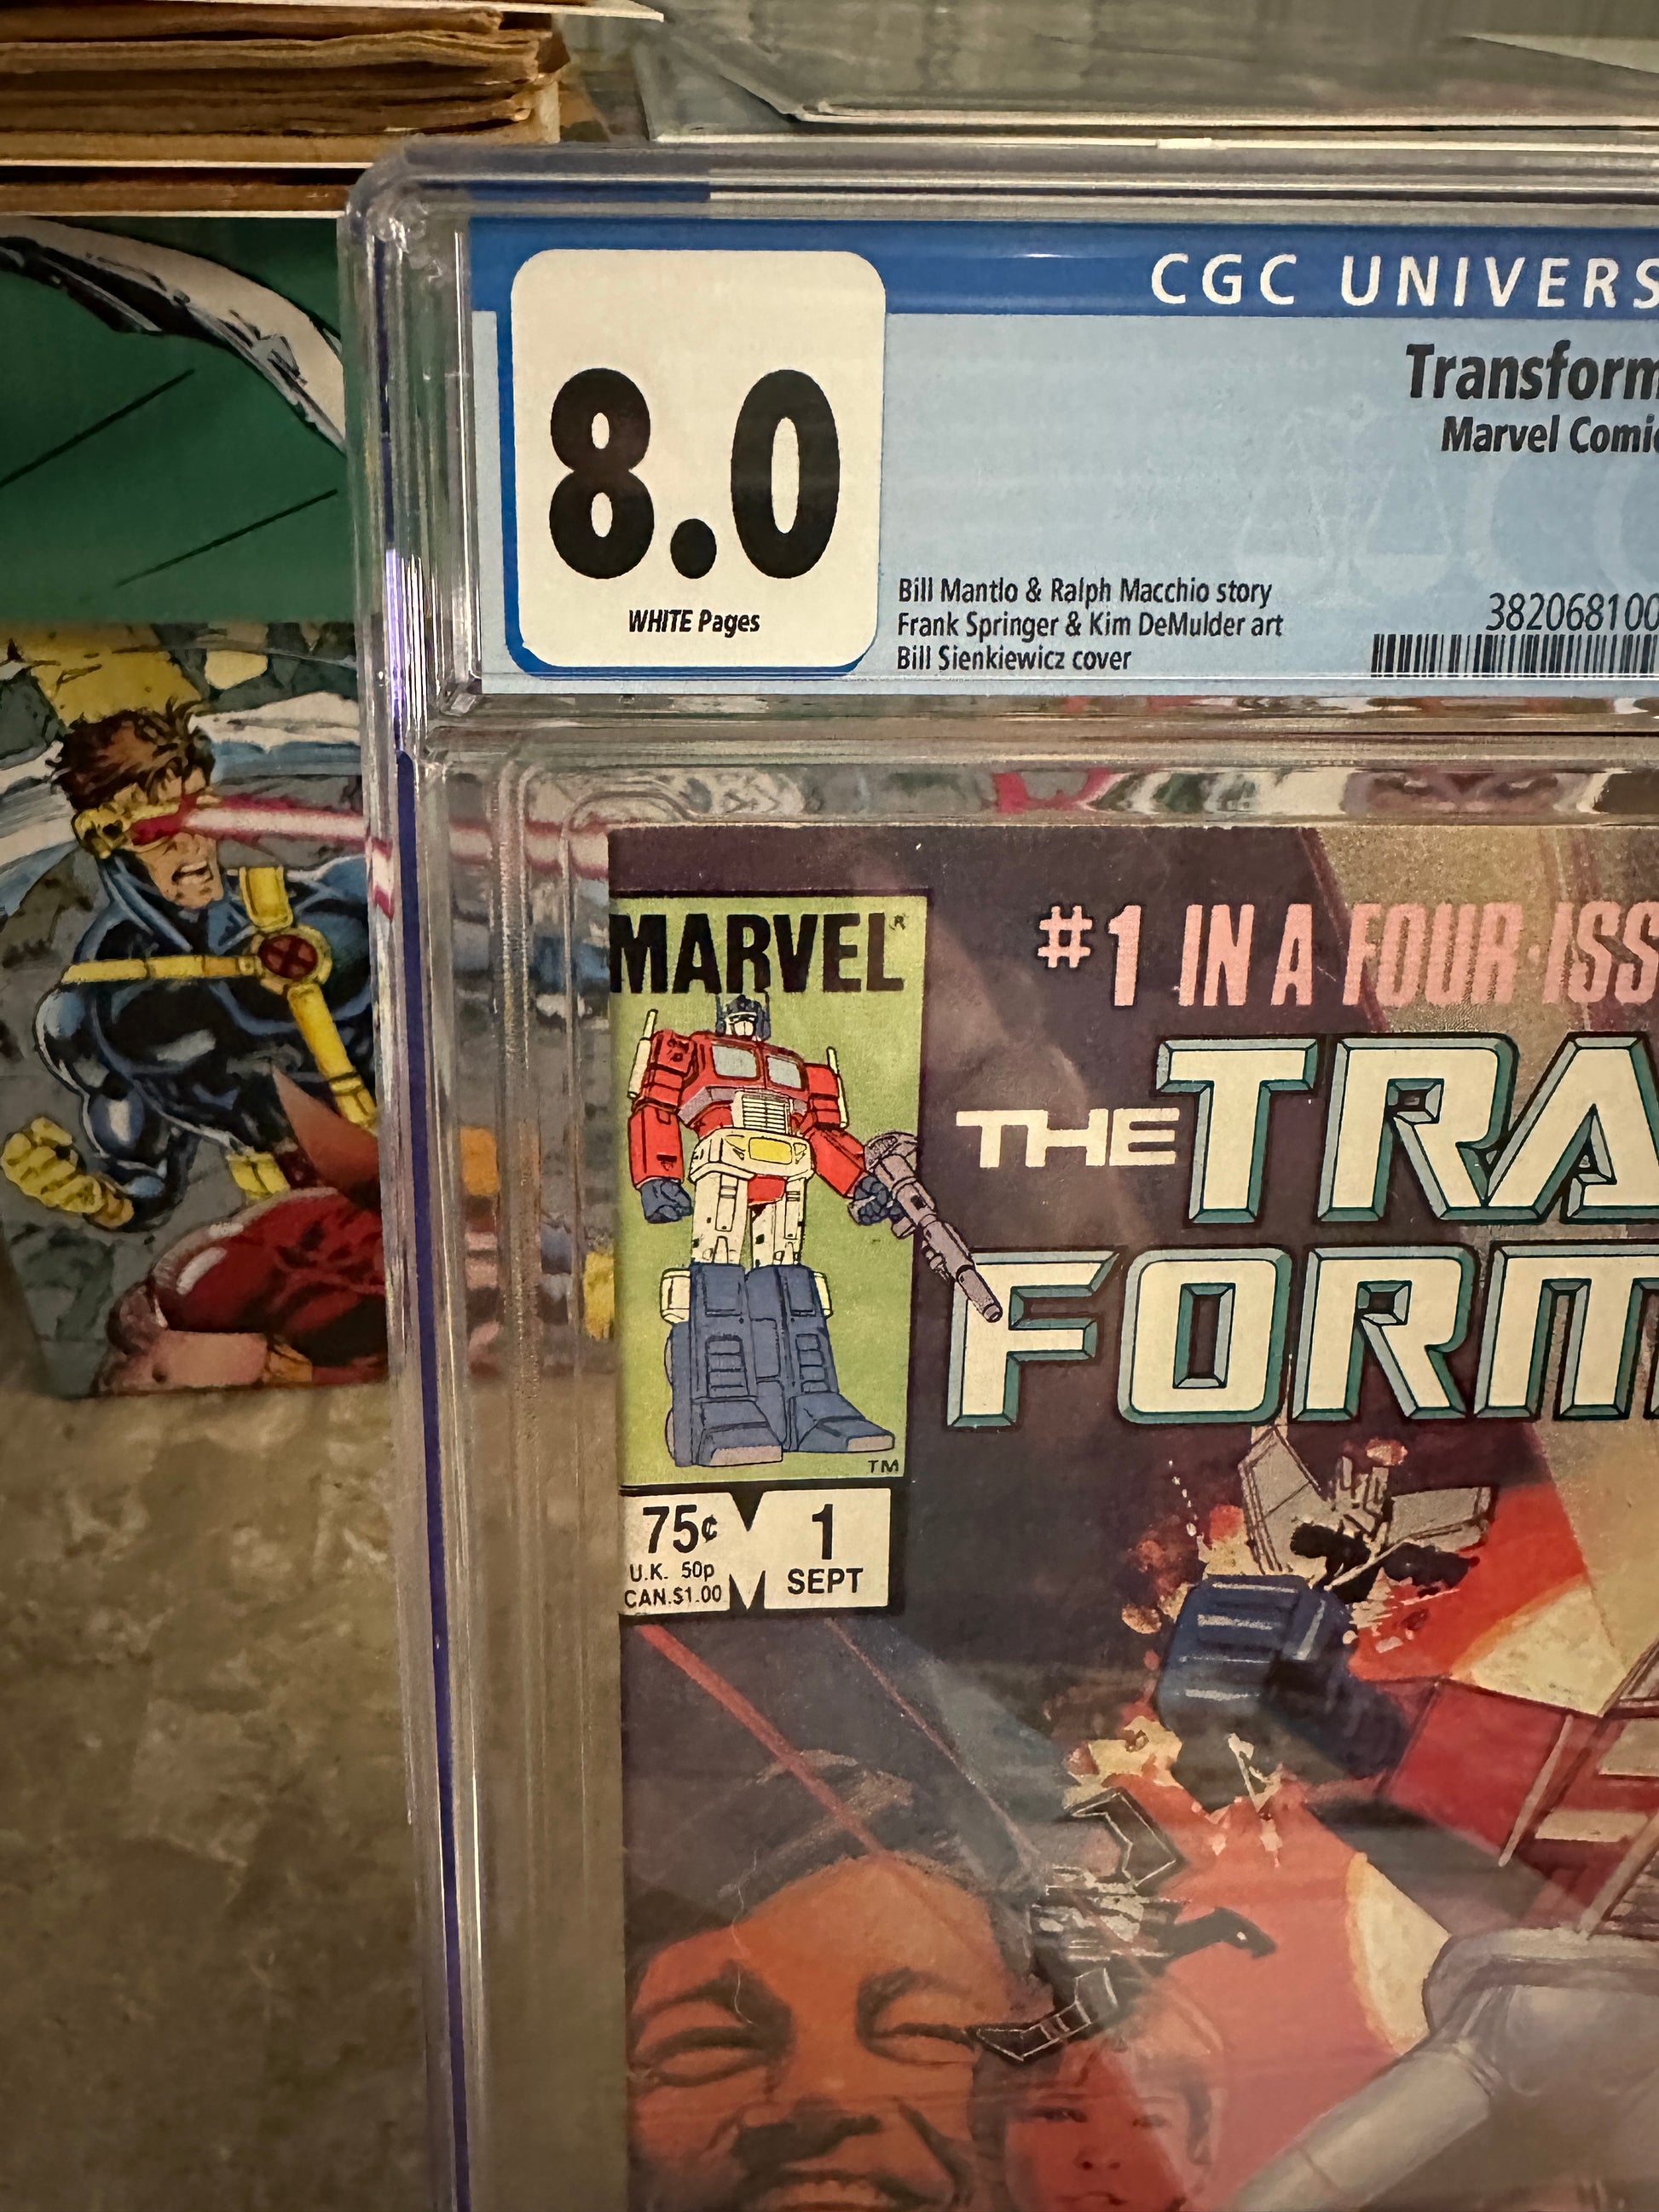 CGC UNIVERS
8.0
WHITE Pages
Transform
Marvel Comic
Bill Mantlo & Ralph Macchio story
Frank Springer & Kim DeMulder art
Bill Sienkiewicz cover
382068100
MARVEL®
#1 IN A FOUR-ISS
THE TRA
FORM
TM
75¢
U.K. 50p
CAN.$1.00
1
SEPT